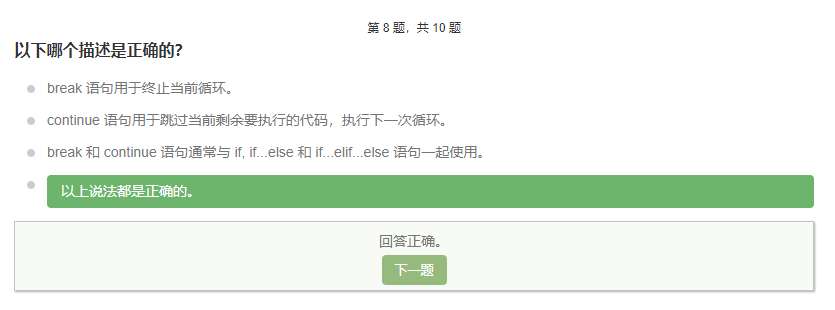 第 8 题，共 10 题
以下哪个描述是正确的?
break 语句用于终止当前循环。
continue 语句用于跳过当前剩余要执行的代码，执行下一次循环。
break 和 continue 语句通常与 if, if...else 和 if...elif...else 语句一起使用。
以上说法都是正确的。
回答正确。
下一题